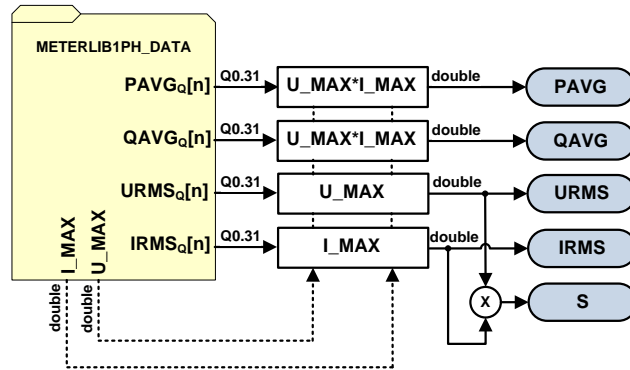 METERLIB1PH_DATA
PAVGQ[n] Q0.31 U_MAX*I_MAX double PAVG
QAVGQ[n] Q0.31 U_MAX*I_MAX double QAVG
URMSQ[n] Q0.31 U_MAX double URMS
IRMSQ[n] Q0.31 I_MAX double IRMS
I_MAX
U_MAX
double
double
X
S